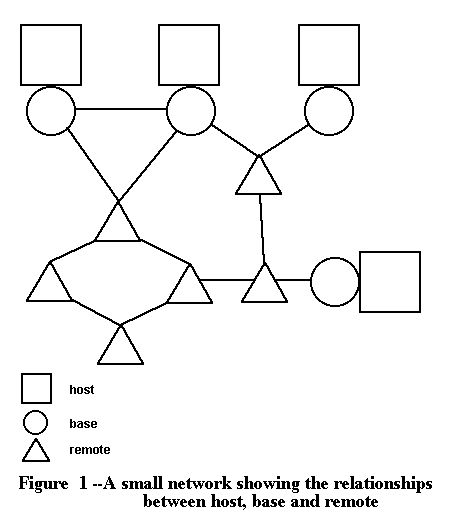 host
base
remote
Figure 1 --A small network showing the relationships
between host, base and remote